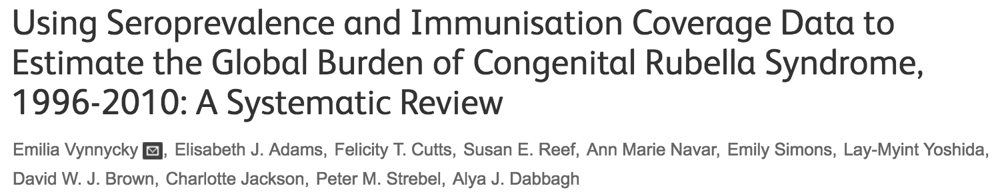 Using Seroprevalence and Immunisation Coverage Data to
Estimate the Global Burden of Congenital Rubella Syndrome,
1996-2010: A Systematic Review
Emilia Vynnycky, Elisabeth J. Adams, Felicity T. Cutts, Susan E. Reef, Ann Marie Navar, Emily Simons, Lay-Myint Yoshida,
David W. J. Brown, Charlotte Jackson, Peter M. Strebel, Alya J. Dabbagh